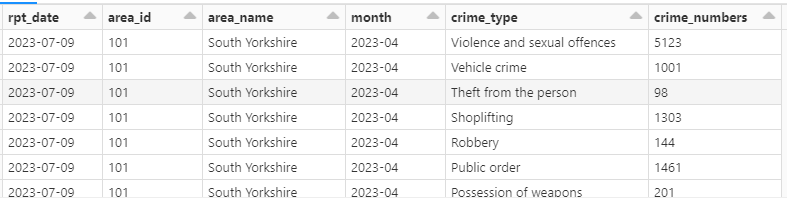 rpt_date area_id area_name month crime_type crime_numbers
2023-07-09 101 South Yorkshire 2023-04 Violence and sexual offences 5123
2023-07-09 101 South Yorkshire 2023-04 Vehicle crime 1001
2023-07-09 101 South Yorkshire 2023-04 Theft from the person 98
2023-07-09 101 South Yorkshire 2023-04 Shoplifting 1303
2023-07-09 101 South Yorkshire 2023-04 Robbery 144
2023-07-09 101 South Yorkshire 2023-04 Public order 1461
2023-07-09 101 South Yorkshire 2023-04 Possession of weapons 201